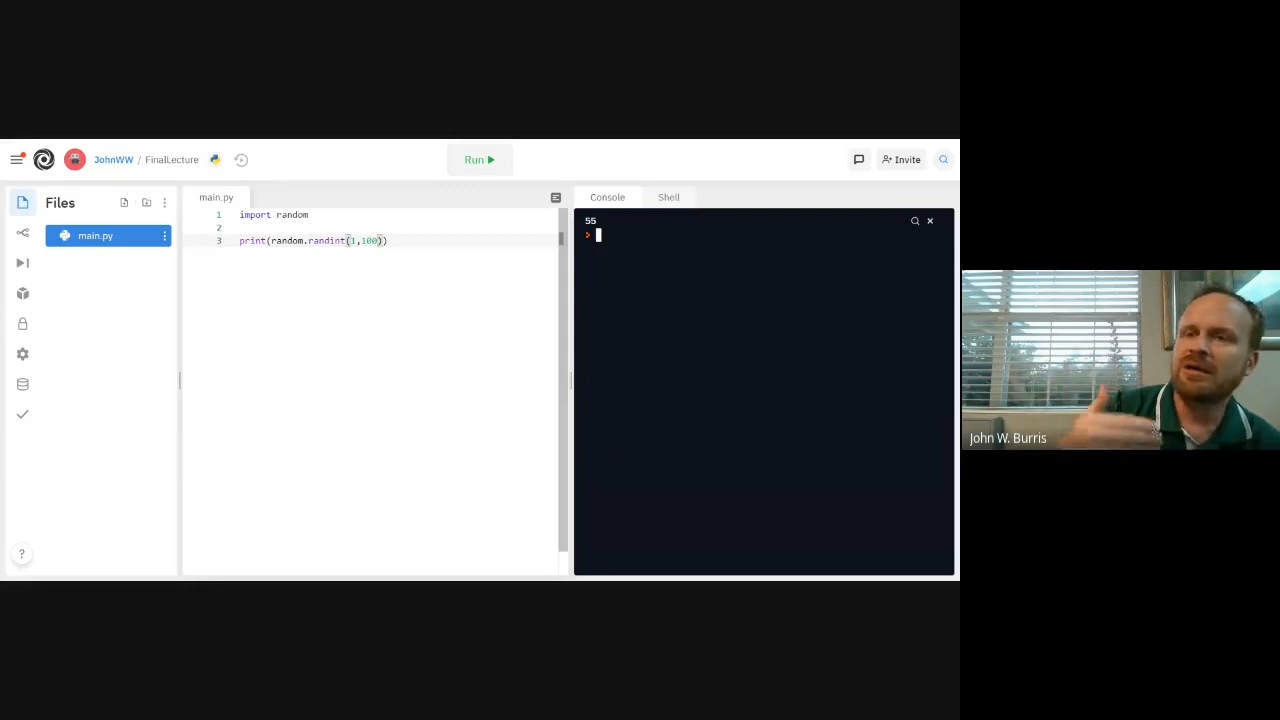 JohnWW / FinalLecture
Run
Invite
Files
main.py
main.py
Console
Shell
1 import random
2
3 print(random.randint(1,100))
55
?
John W. Burris